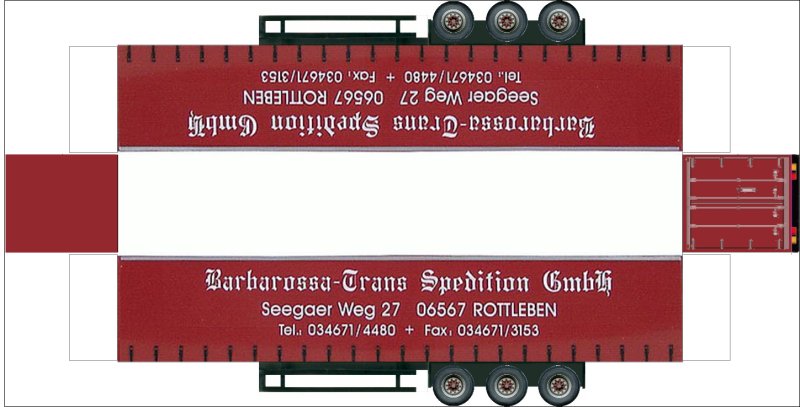 Tel.: 034671/4480 + Fax: 034671/3153
Seegaer Weg 27 06567 ROTTLEBEN
Barbarossa-Trans Spedition GmbH
Barbarossa-Trans Spedition GmbH
Seegaer Weg 27 06567 ROTTLEBEN
Tel.: 034671/4480 + Fax: 034671/3153